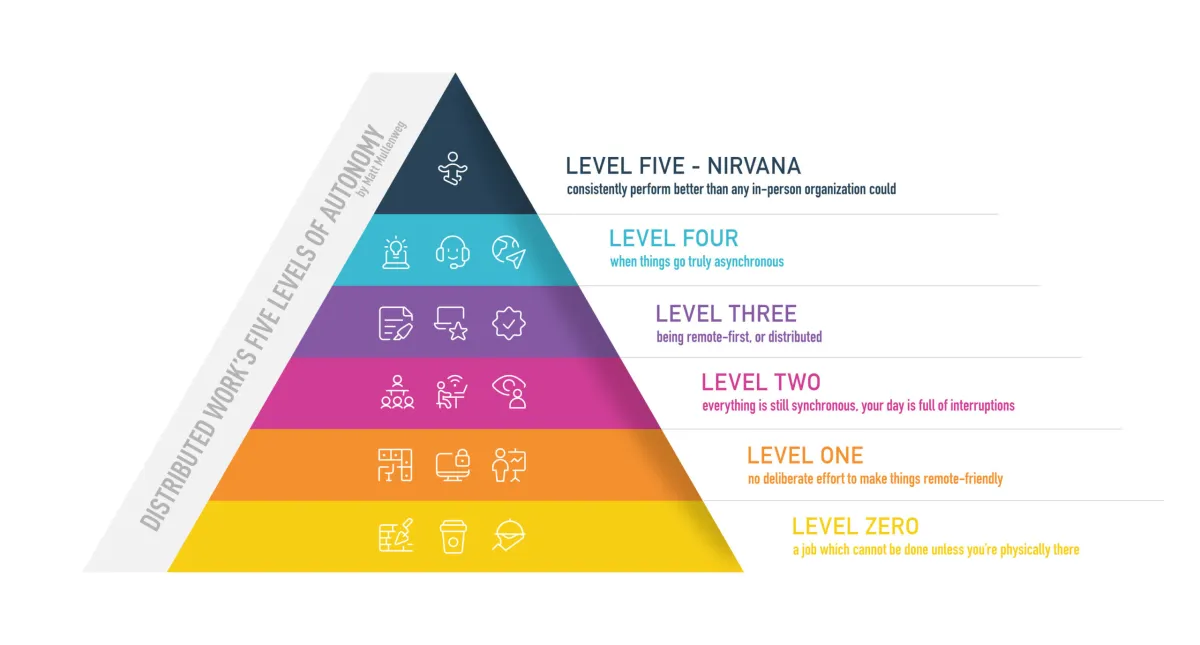 DISTRIBUTED WORK'S FIVE LEVELS OF AUTONOMY
by Matt Mullenweg
LEVEL FIVE - NIRVANA
consistently perform better than any in-person organization could
LEVEL FOUR
when things go truly asynchronous
LEVEL THREE
being remote-first, or distributed
LEVEL TWO
everything is still synchronous, your day is full of interruptions
LEVEL ONE
no deliberate effort to make things remote-friendly
LEVEL ZERO
a job which cannot be done unless you're physically there